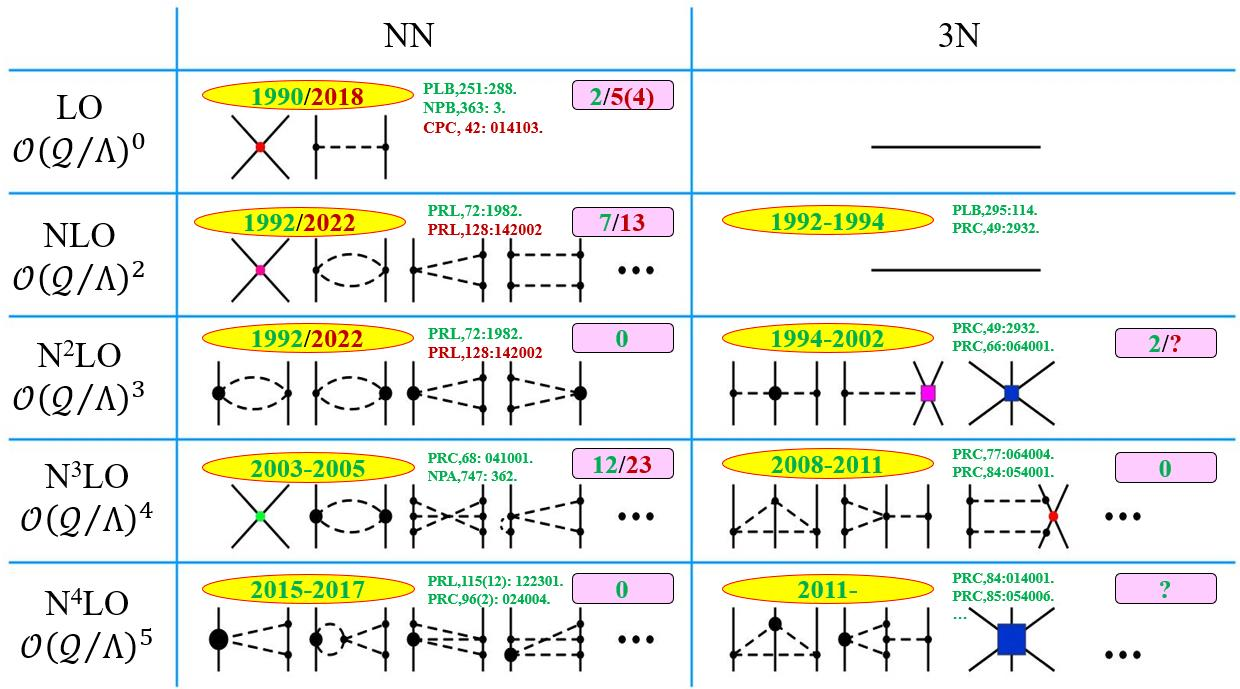 NN
3N
LO
𝒪(Q/Λ)⁰
1990/2018
PLB,251:288.
NPB,363: 3.
CPC, 42: 014103.
2/5(4)
NLO
𝒪(Q/Λ)²
1992/2022
PRL,72:1982.
PRL,128:142002
7/13
•••
1992-1994
PLB,295:114.
PRC,49:2932.
N²LO
𝒪(Q/Λ)³
1992/2022
PRL,72:1982.
PRL,128:142002
0
1994-2002
PRC,49:2932.
PRC,66:064001.
2/?
N³LO
𝒪(Q/Λ)⁴
2003-2005
PRC,68: 041001.
NPA,747: 362.
12/23
•••
2008-2011
PRC,77:064004.
PRC,84:054001.
0
•••
N⁴LO
𝒪(Q/Λ)⁵
2015-2017
PRL,115(12): 122301.
PRC,96(2): 024004.
0
•••
2011-
PRC,84:014001.
PRC,85:054006.
...
?
•••